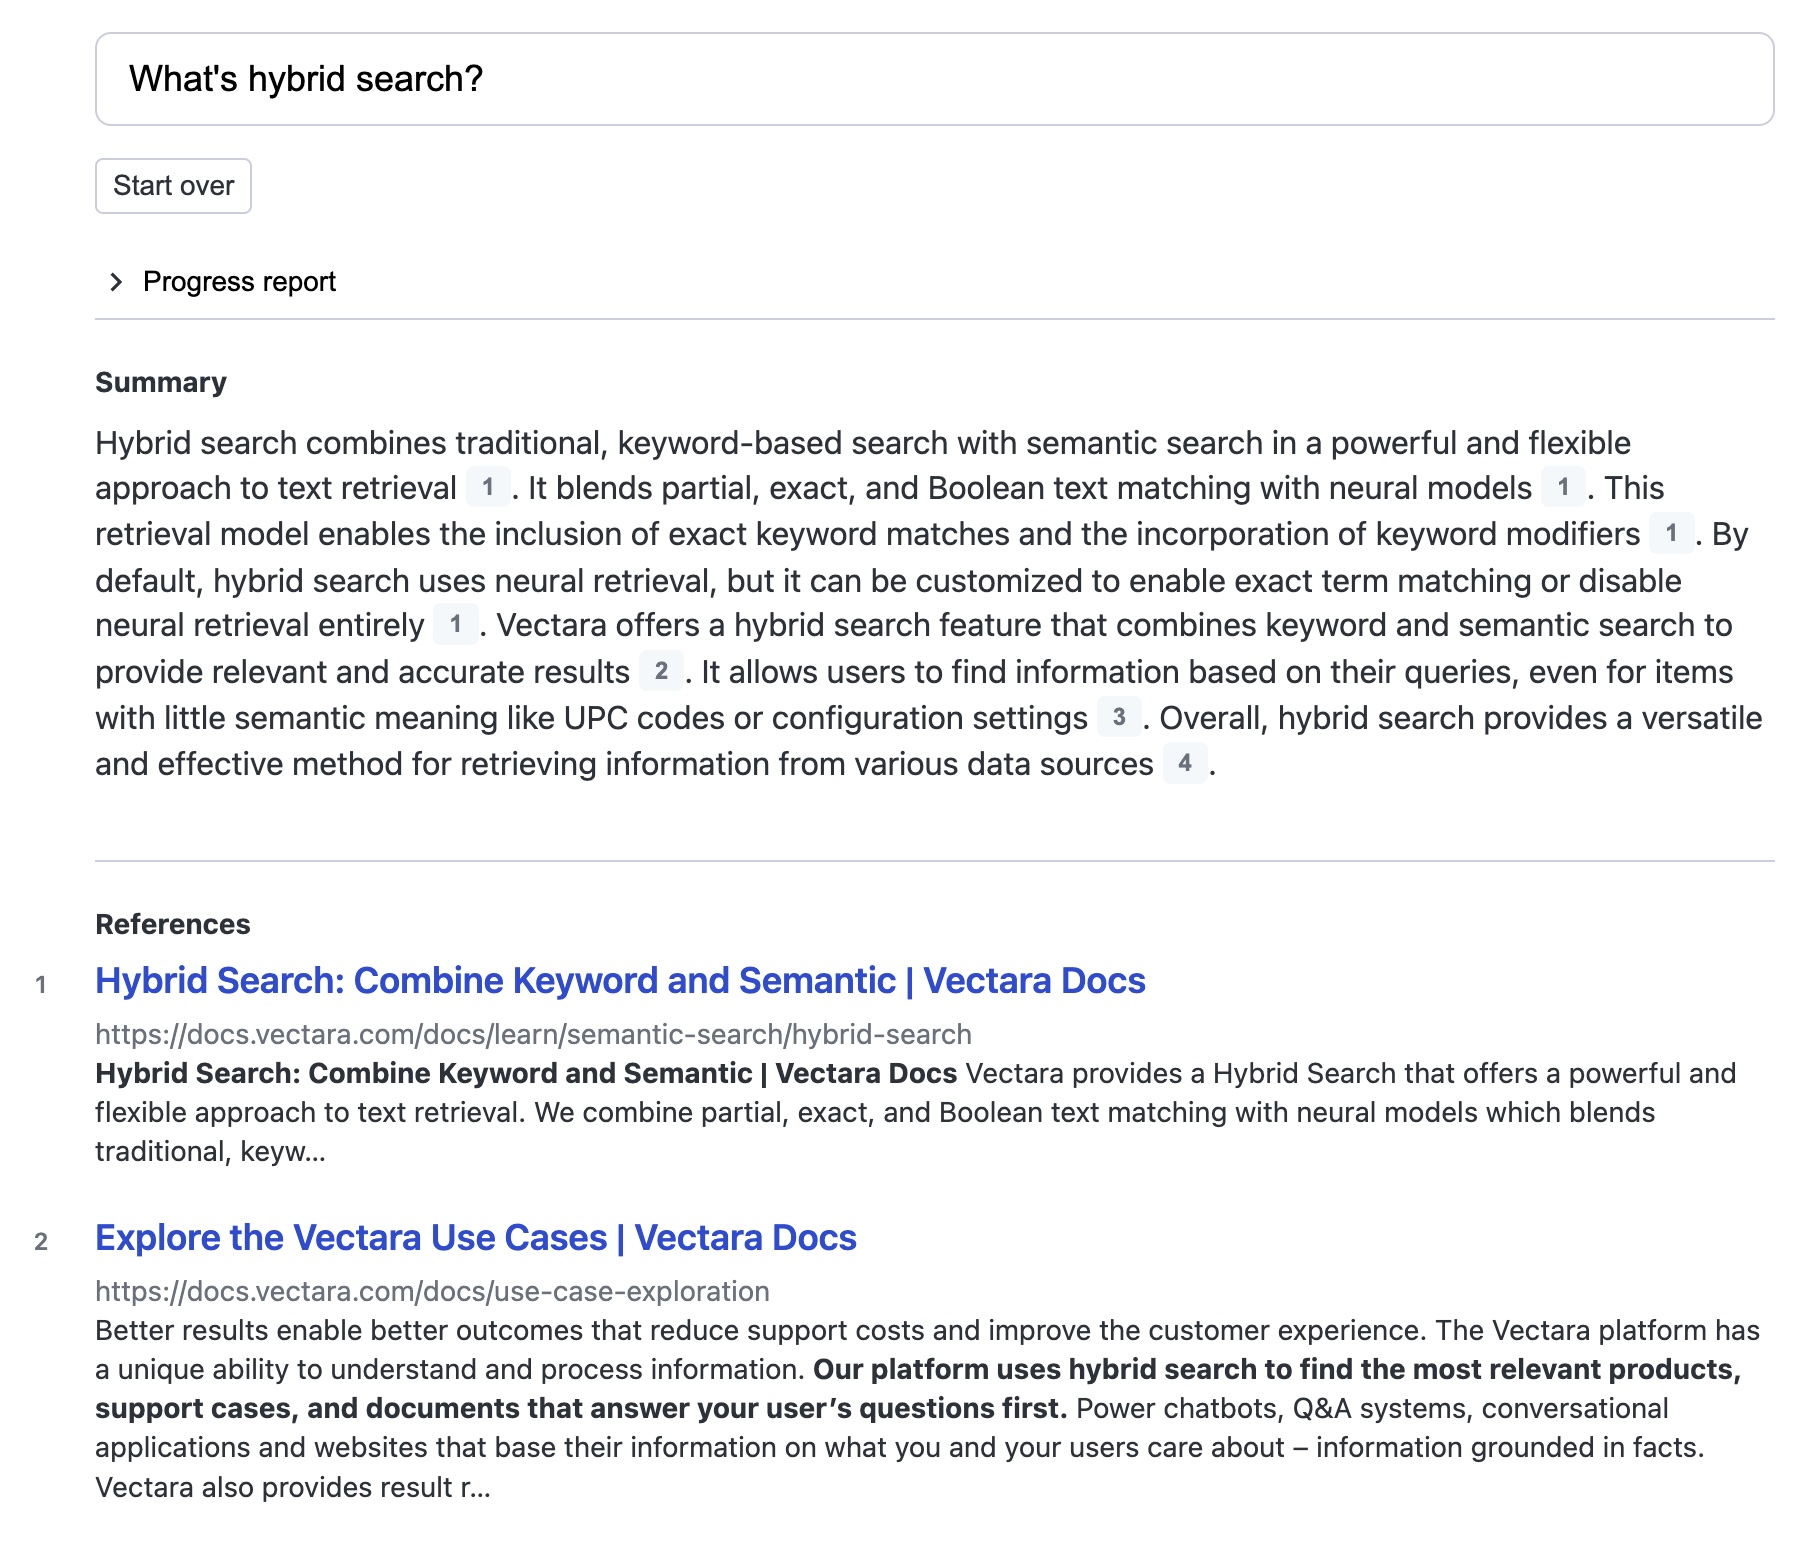 What's hybrid search?
Start over
Progress report
Summary
Hybrid search combines traditional, keyword-based search with semantic search in a powerful and flexible
approach to text retrieval 1 . It blends partial, exact, and Boolean text matching with neural models 1 . This
retrieval model enables the inclusion of exact keyword matches and the incorporation of keyword modifiers 1 . By
default, hybrid search uses neural retrieval, but it can be customized to enable exact term matching or disable
neural retrieval entirely 1 . Vectara offers a hybrid search feature that combines keyword and semantic search to
provide relevant and accurate results 2 . It allows users to find information based on their queries, even for items
with little semantic meaning like UPC codes or configuration settings 3 . Overall, hybrid search provides a versatile
and effective method for retrieving information from various data sources 4 .
References
1 Hybrid Search: Combine Keyword and Semantic | Vectara Docs
https://docs.vectara.com/docs/learn/semantic-search/hybrid-search
Hybrid Search: Combine Keyword and Semantic | Vectara Docs Vectara provides a Hybrid Search that offers a powerful and
flexible approach to text retrieval. We combine partial, exact, and Boolean text matching with neural models which blends
traditional, keyw...
2 Explore the Vectara Use Cases | Vectara Docs
https://docs.vectara.com/docs/use-case-exploration
Better results enable better outcomes that reduce support costs and improve the customer experience. The Vectara platform has
a unique ability to understand and process information. Our platform uses hybrid search to find the most relevant products,
support cases, and documents that answer your user’s questions first. Power chatbots, Q&A systems, conversational
applications and websites that base their information on what you and your users care about – information grounded in facts.
Vectara also provides result r...